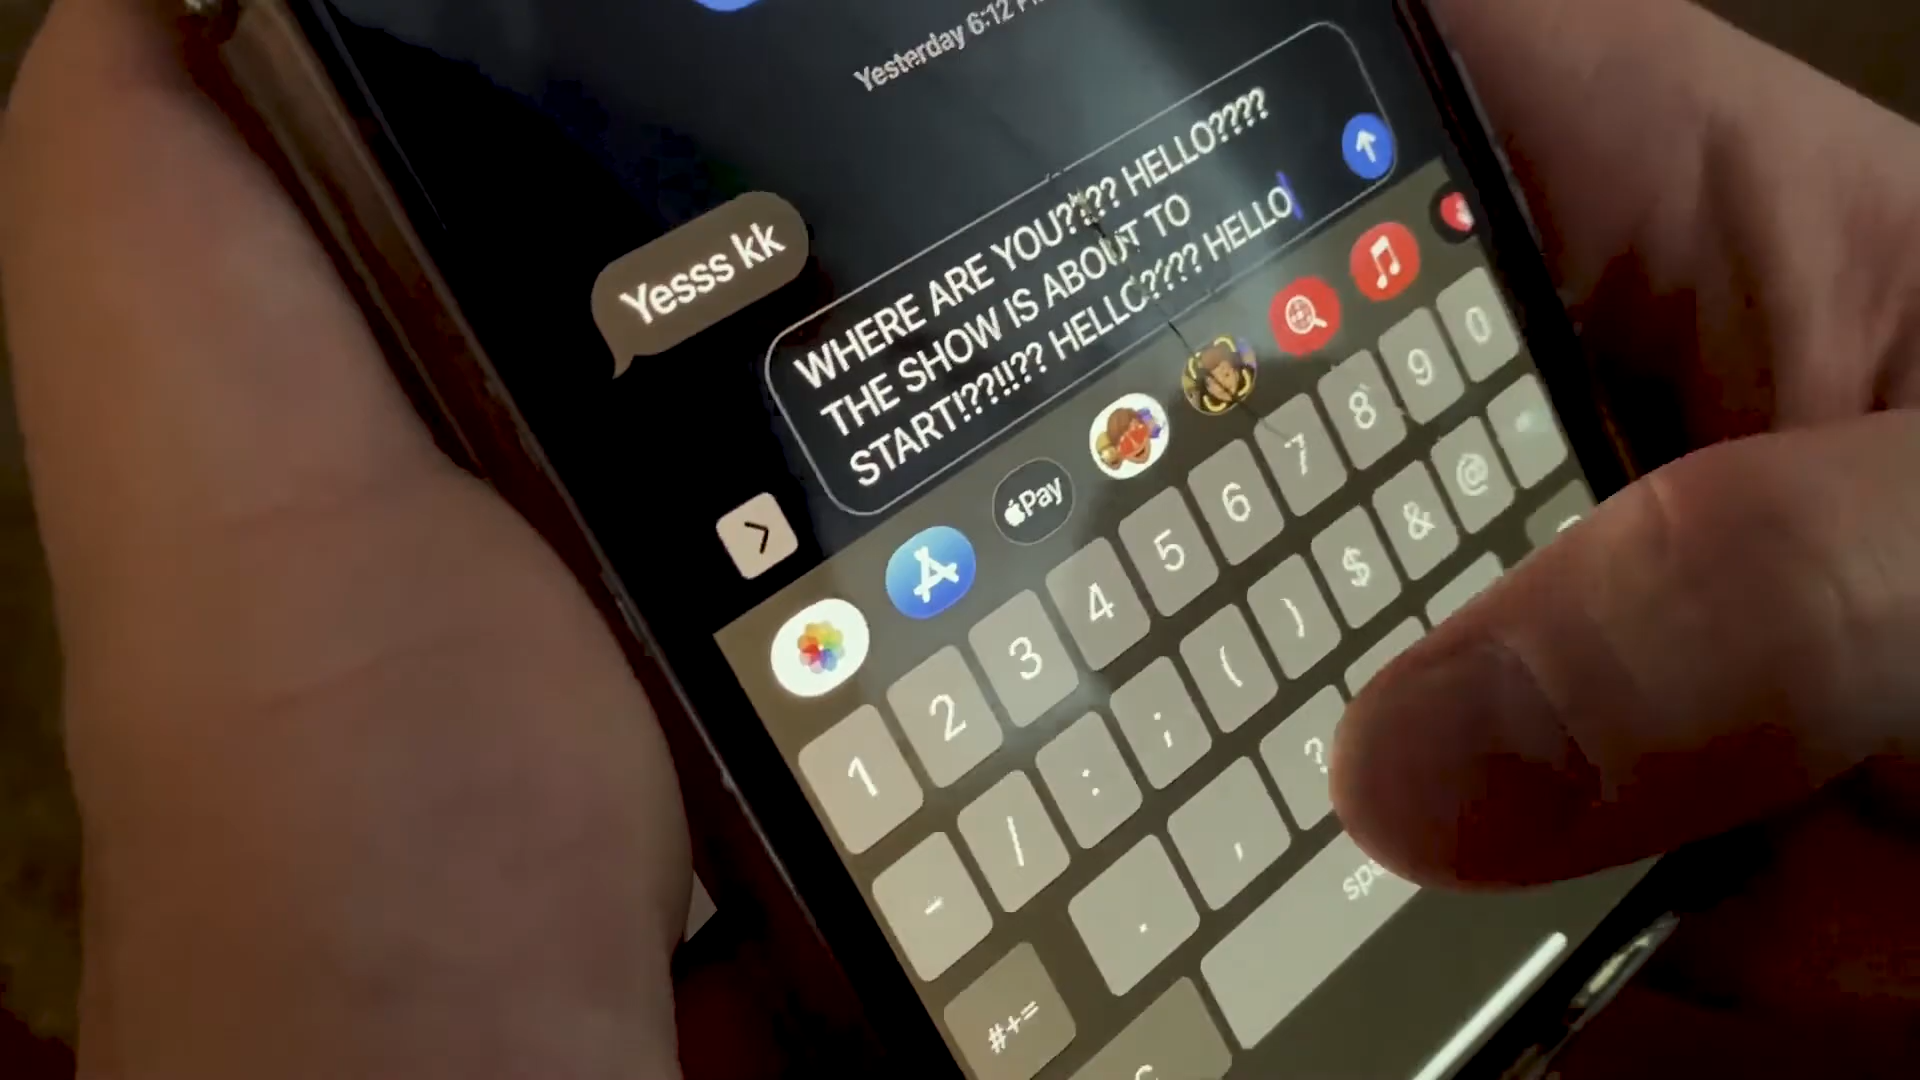 Yesterday 6:12
Yesss kk
WHERE ARE YOU???? HELLO????
THE SHOW IS ABOUT TO
START!??!!?? HELLO???? HELLO
Pay
1 2 3 4 5 6 7 8 9 0
- / : ; ( ) $ & @ "
#+= . , ?